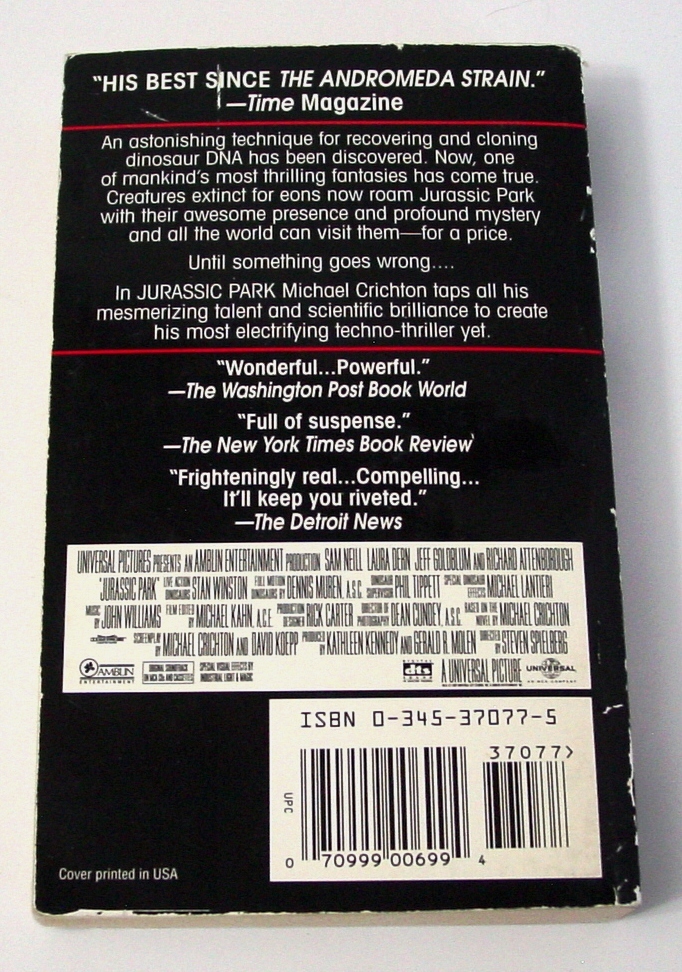 "HIS BEST SINCE THE ANDROMEDA STRAIN."
—Time Magazine
An astonishing technique for recovering and cloning
dinosaur DNA has been discovered. Now, one
of mankind's most thrilling fantasies has come true.
Creatures extinct for eons now roam Jurassic Park
with their awesome presence and profound mystery
and all the world can visit them—for a price.
Until something goes wrong....
In JURASSIC PARK Michael Crichton taps all his
mesmerizing talent and scientific brilliance to create
his most electrifying techno-thriller yet.
"Wonderful...Powerful."
—The Washington Post Book World
"Full of suspense."
—The New York Times Book Review
"Frighteningly real...Compelling...
It'll keep you riveted."
—The Detroit News
UNIVERSAL PICTURES PRESENTS AN AMBLIN ENTERTAINMENT PRODUCTION SAM NEILL LAURA DERN JEFF GOLDBLUM AND RICHARD ATTENBOROUGH
"JURASSIC PARK" LIVE ACTION DINOSAURS STAN WINSTON FULL MOTION DINOSAURS BY DENNIS MUREN, A.S.C. DINOSAUR SUPERVISOR PHIL TIPPETT SPECIAL DINOSAUR EFFECTS MICHAEL LANTIERI
MUSIC BY JOHN WILLIAMS FILM EDITED BY MICHAEL KAHN, A.C.E. PRODUCTION DESIGNER RICK CARTER DIRECTOR OF PHOTOGRAPHY DEAN CUNDEY, A.S.C. BASED ON THE NOVEL BY MICHAEL CRICHTON
SCREENPLAY BY MICHAEL CRICHTON AND DAVID KOEPP PRODUCED BY KATHLEEN KENNEDY AND GERALD R. MOLEN DIRECTED BY STEVEN SPIELBERG
AMBLIN ENTERTAINMENT ORIGINAL SOUNDTRACK ON MCA CDs AND CASSETTES SPECIAL VISUAL EFFECTS BY INDUSTRIAL LIGHT & MAGIC DIGITAL dts A UNIVERSAL PICTURE UNIVERSAL
ISBN 0-345-37077-5
37077>
UPC
0 70999 00699 4
Cover printed in USA